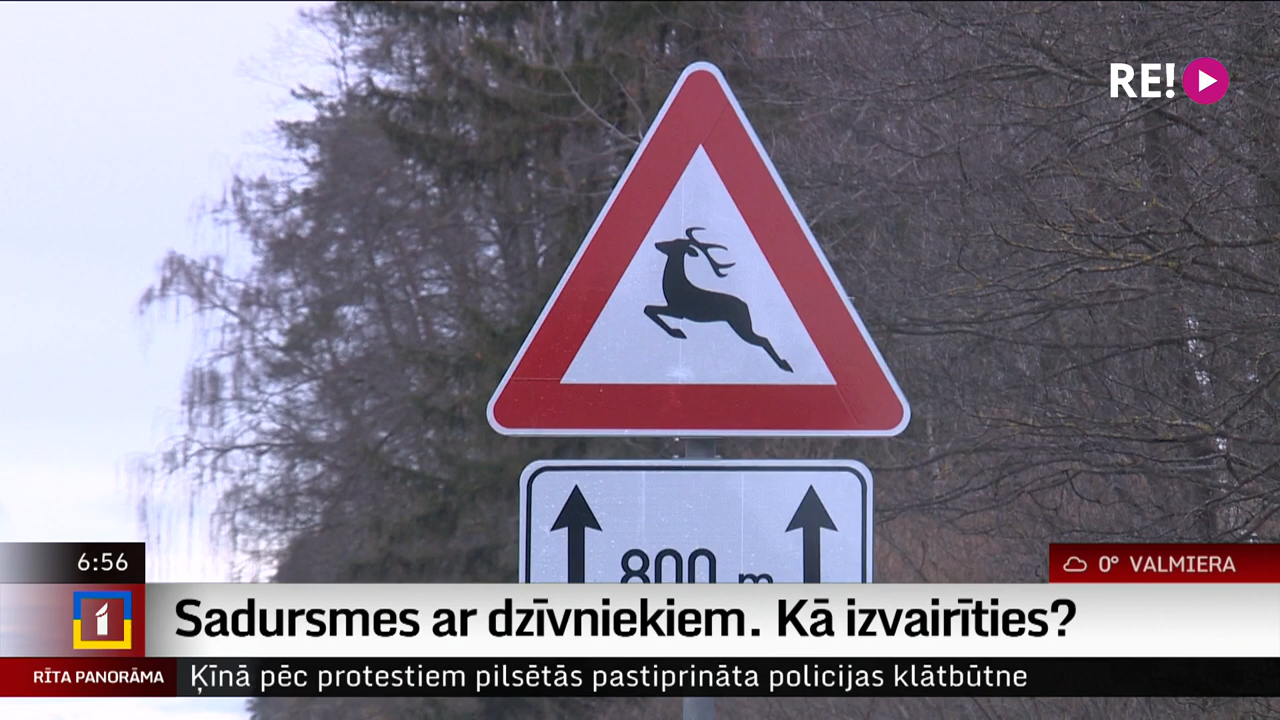 RE!
800 m
6:56
0° VALMIERA
1
Sadursmes ar dzīvniekiem. Kā izvairīties?
RĪTA PANORĀMA
Ķīnā pēc protestiem pilsētās pastiprināta policijas klātbūtne